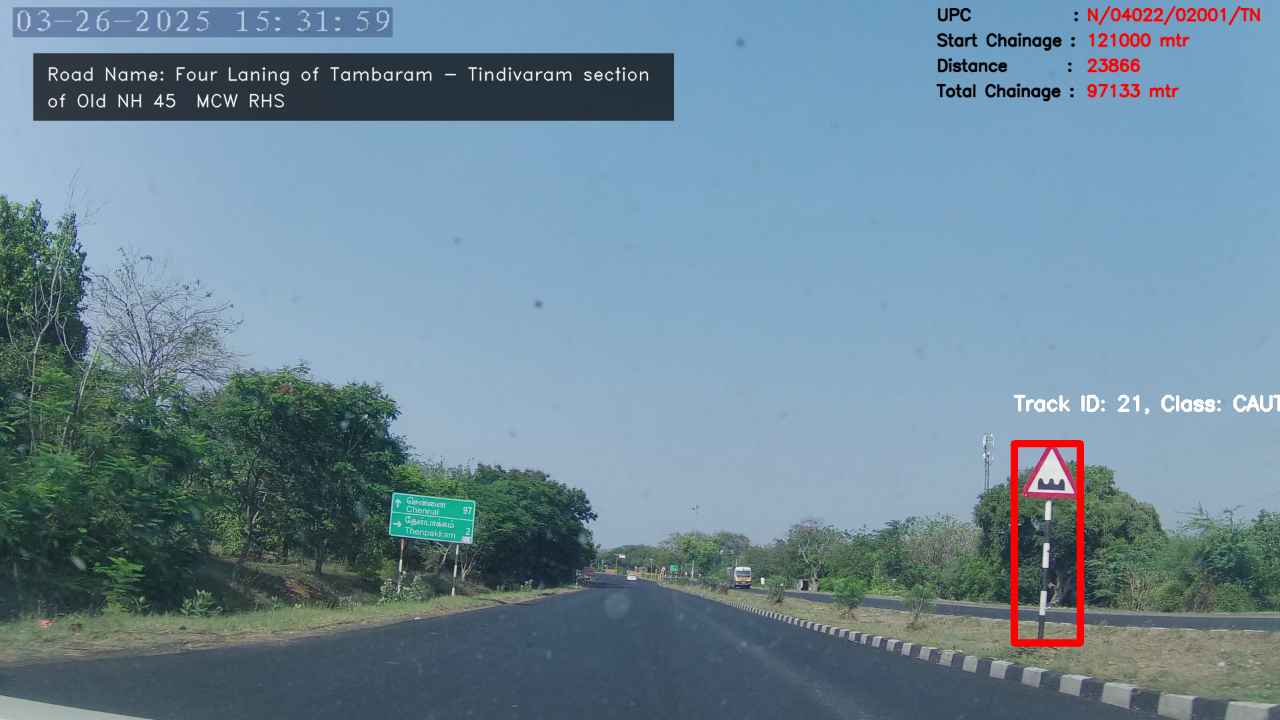 03-26-2025 15:31:59
Road Name: Four Laning of Tambaram - Tindivaram section
of Old NH 45 MCW RHS
UPC : N/04022/02001/TN
Start Chainage : 121000 mtr
Distance : 23866
Total Chainage : 97133 mtr
Track ID: 21, Class: CAUT
சென்னை
Chennai 97
தேன்பாக்கம்
Thenpakkam 2